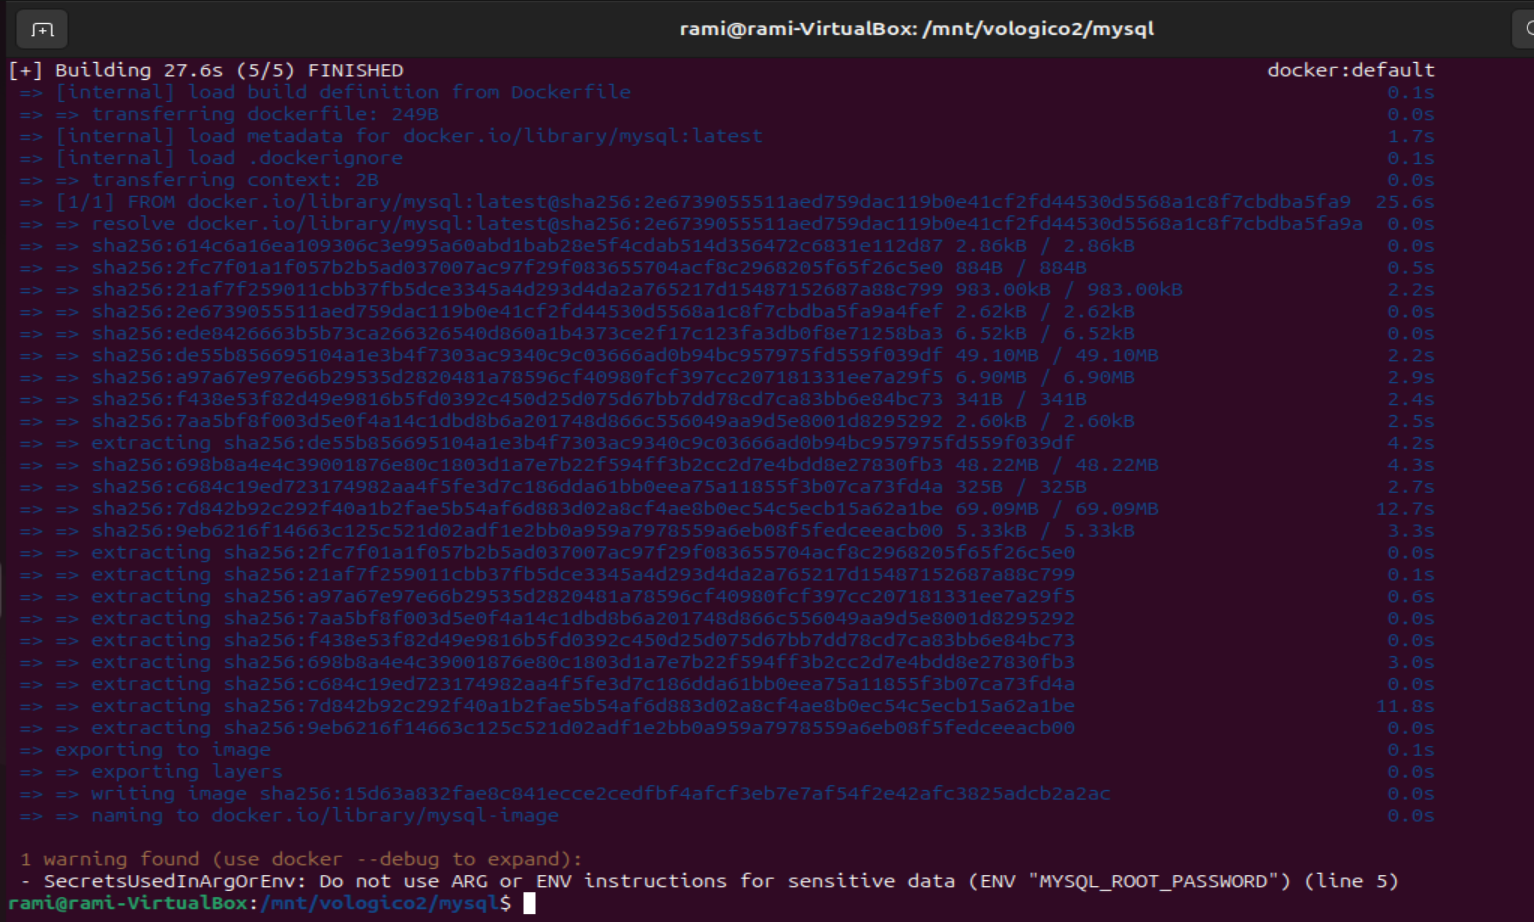 rami@rami-VirtualBox: /mnt/vologico2/mysql
[+] Building 27.6s (5/5) FINISHED docker:default
=> [internal] load build definition from Dockerfile 0.1s
=> => transferring dockerfile: 249B 0.0s
=> [internal] load metadata for docker.io/library/mysql:latest 1.7s
=> [internal] load .dockerignore 0.1s
=> => transferring context: 2B 0.0s
=> [1/1] FROM docker.io/library/mysql:latest@sha256:2e6739055511aed759dac119b0e41cf2fd44530d5568a1c8f7cbdba5fa9 25.6s
=> => resolve docker.io/library/mysql:latest@sha256:2e6739055511aed759dac119b0e41cf2fd44530d5568a1c8f7cbdba5fa9a 0.0s
=> => sha256:614c6a16ea109306c3e995a60abd1bab28e5f4cdab514d356472c6831e112d87 2.86kB / 2.86kB 0.0s
=> => sha256:2fc7f01a1f057b2b5ad037007ac97f29f083655704acf8c2968205f65f26c5e0 884B / 884B 0.5s
=> => sha256:21af7f259011cbb37fb5dce3345a4d293d4da2a765217d15487152687a88c799 983.00kB / 983.00kB 2.2s
=> => sha256:2e6739055511aed759dac119b0e41cf2fd44530d5568a1c8f7cbdba5fa9a4fef 2.62kB / 2.62kB 0.0s
=> => sha256:ede8426663b5b73ca266326540d860a1b4373ce2f17c123fa3db0f8e71258ba3 6.52kB / 6.52kB 0.0s
=> => sha256:de55b856695104a1e3b4f7303ac9340c9c03666ad0b94bc957975fd559f039df 49.10MB / 49.10MB 2.2s
=> => sha256:a97a67e97e66b29535d2820481a78596cf40980fcf397cc207181331ee7a29f5 6.90MB / 6.90MB 2.9s
=> => sha256:f438e53f82d49e9816b5fd0392c450d25d075d67bb7dd78cd7ca83bb6e84bc73 341B / 341B 2.4s
=> => sha256:7aa5bf8f003d5e0f4a14c1dbd8b6a201748d866c556049aa9d5e8001d8295292 2.60kB / 2.60kB 2.5s
=> => extracting sha256:de55b856695104a1e3b4f7303ac9340c9c03666ad0b94bc957975fd559f039df 4.2s
=> => sha256:698b8a4e4c39001876e80c1803d1a7e7b22f594ff3b2cc2d7e4bdd8e27830fb3 48.22MB / 48.22MB 4.3s
=> => sha256:c684c19ed723174982aa4f5fe3d7c186dda61bb0eea75a11855f3b07ca73fd4a 325B / 325B 2.7s
=> => sha256:7d842b92c292f40a1b2fae5b54af6d883d02a8cf4ae8b0ec54c5ecb15a62a1be 69.09MB / 69.09MB 12.7s
=> => sha256:9eb6216f14663c125c521d02adf1e2bb0a959a7978559a6eb08f5fedceeacb00 5.33kB / 5.33kB 3.3s
=> => extracting sha256:2fc7f01a1f057b2b5ad037007ac97f29f083655704acf8c2968205f65f26c5e0 0.0s
=> => extracting sha256:21af7f259011cbb37fb5dce3345a4d293d4da2a765217d15487152687a88c799 0.1s
=> => extracting sha256:a97a67e97e66b29535d2820481a78596cf40980fcf397cc207181331ee7a29f5 0.6s
=> => extracting sha256:7aa5bf8f003d5e0f4a14c1dbd8b6a201748d866c556049aa9d5e8001d8295292 0.0s
=> => extracting sha256:f438e53f82d49e9816b5fd0392c450d25d075d67bb7dd78cd7ca83bb6e84bc73 0.0s
=> => extracting sha256:698b8a4e4c39001876e80c1803d1a7e7b22f594ff3b2cc2d7e4bdd8e27830fb3 3.0s
=> => extracting sha256:c684c19ed723174982aa4f5fe3d7c186dda61bb0eea75a11855f3b07ca73fd4a 0.0s
=> => extracting sha256:7d842b92c292f40a1b2fae5b54af6d883d02a8cf4ae8b0ec54c5ecb15a62a1be 11.8s
=> => extracting sha256:9eb6216f14663c125c521d02adf1e2bb0a959a7978559a6eb08f5fedceeacb00 0.0s
=> exporting to image 0.1s
=> => exporting layers 0.0s
=> => writing image sha256:15d63a832fae8c841ecce2cedfbf4afcf3eb7e7af54f2e42afc3825adcb2a2ac 0.0s
=> => naming to docker.io/library/mysql-image 0.0s
1 warning found (use docker --debug to expand):
- SecretsUsedInArgOrEnv: Do not use ARG or ENV instructions for sensitive data (ENV "MYSQL_ROOT_PASSWORD") (line 5)
rami@rami-VirtualBox:/mnt/vologico2/mysql$